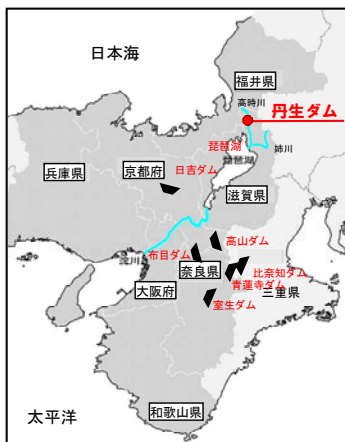 日本海
福井県
高時川
丹生ダム
琵琶湖
琵琶湖
姉川
日吉ダム
兵庫県
京都府
滋賀県
高山ダム
淀川
布目ダム
奈良県
比奈知ダム
青蓮寺ダム
大阪府
三重県
室生ダム
太平洋
和歌山県